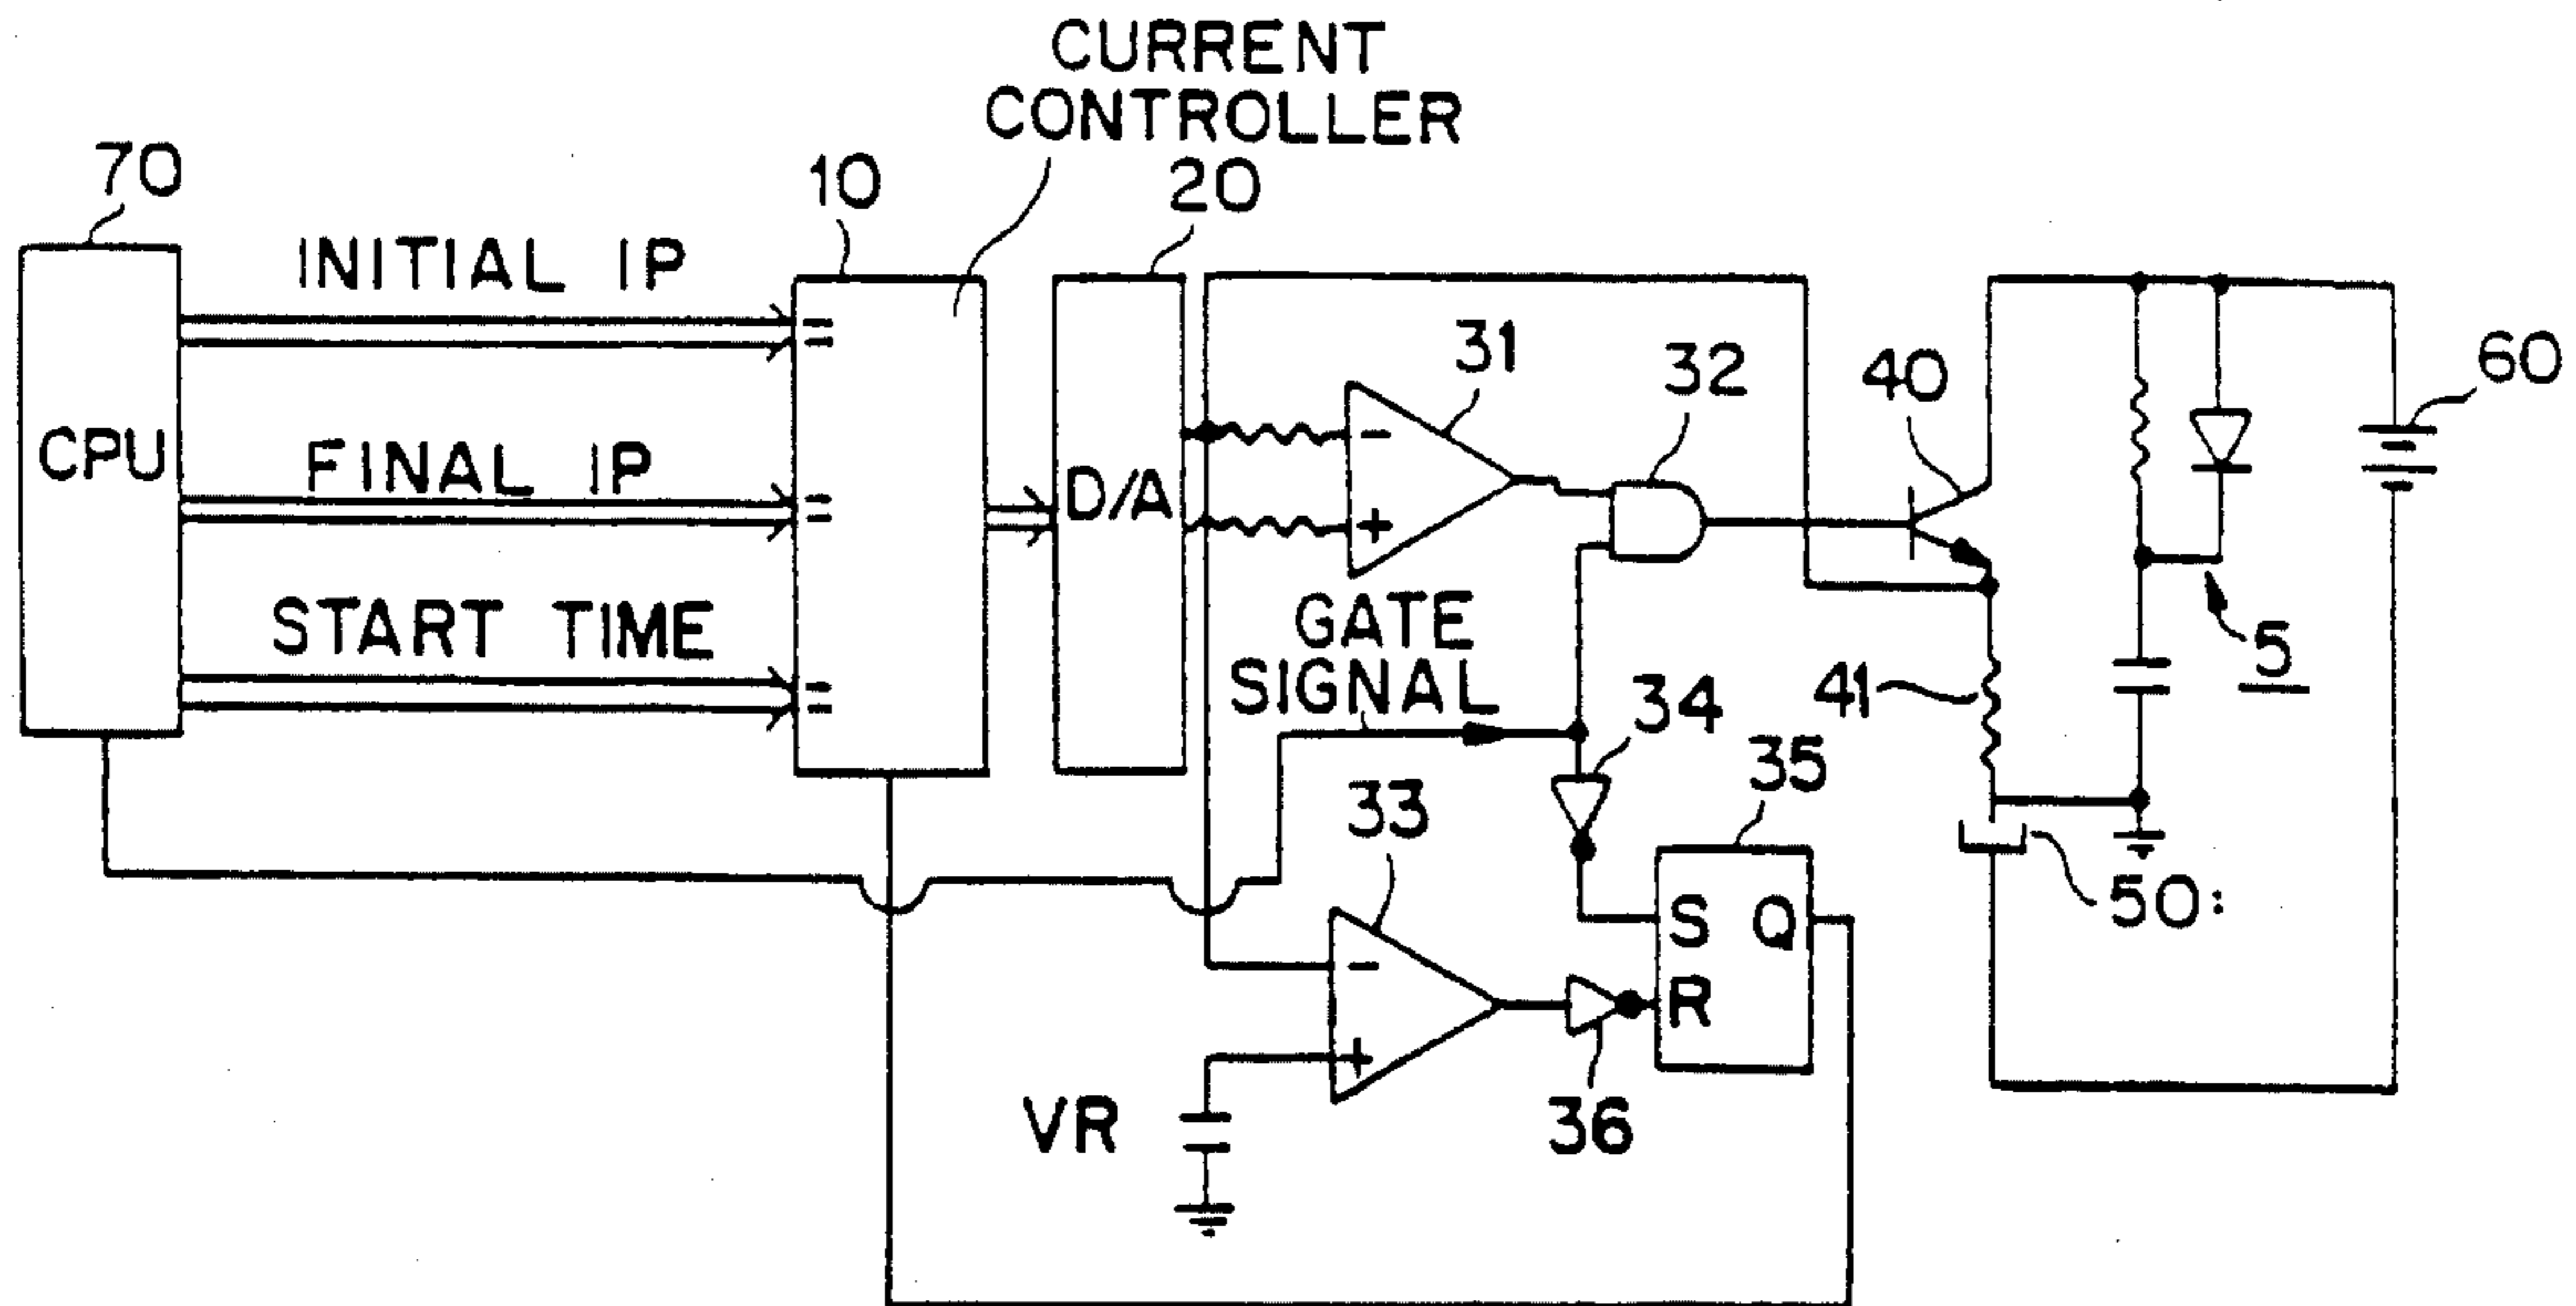 CURRENT
CONTROLLER
70
10
20
INITIAL IP
CPU
FINAL IP
START TIME
D/A
31
-
+
32
40
60
GATE
SIGNAL
34
41
5
33
35
50:
S Q
R
-
+
VR
36